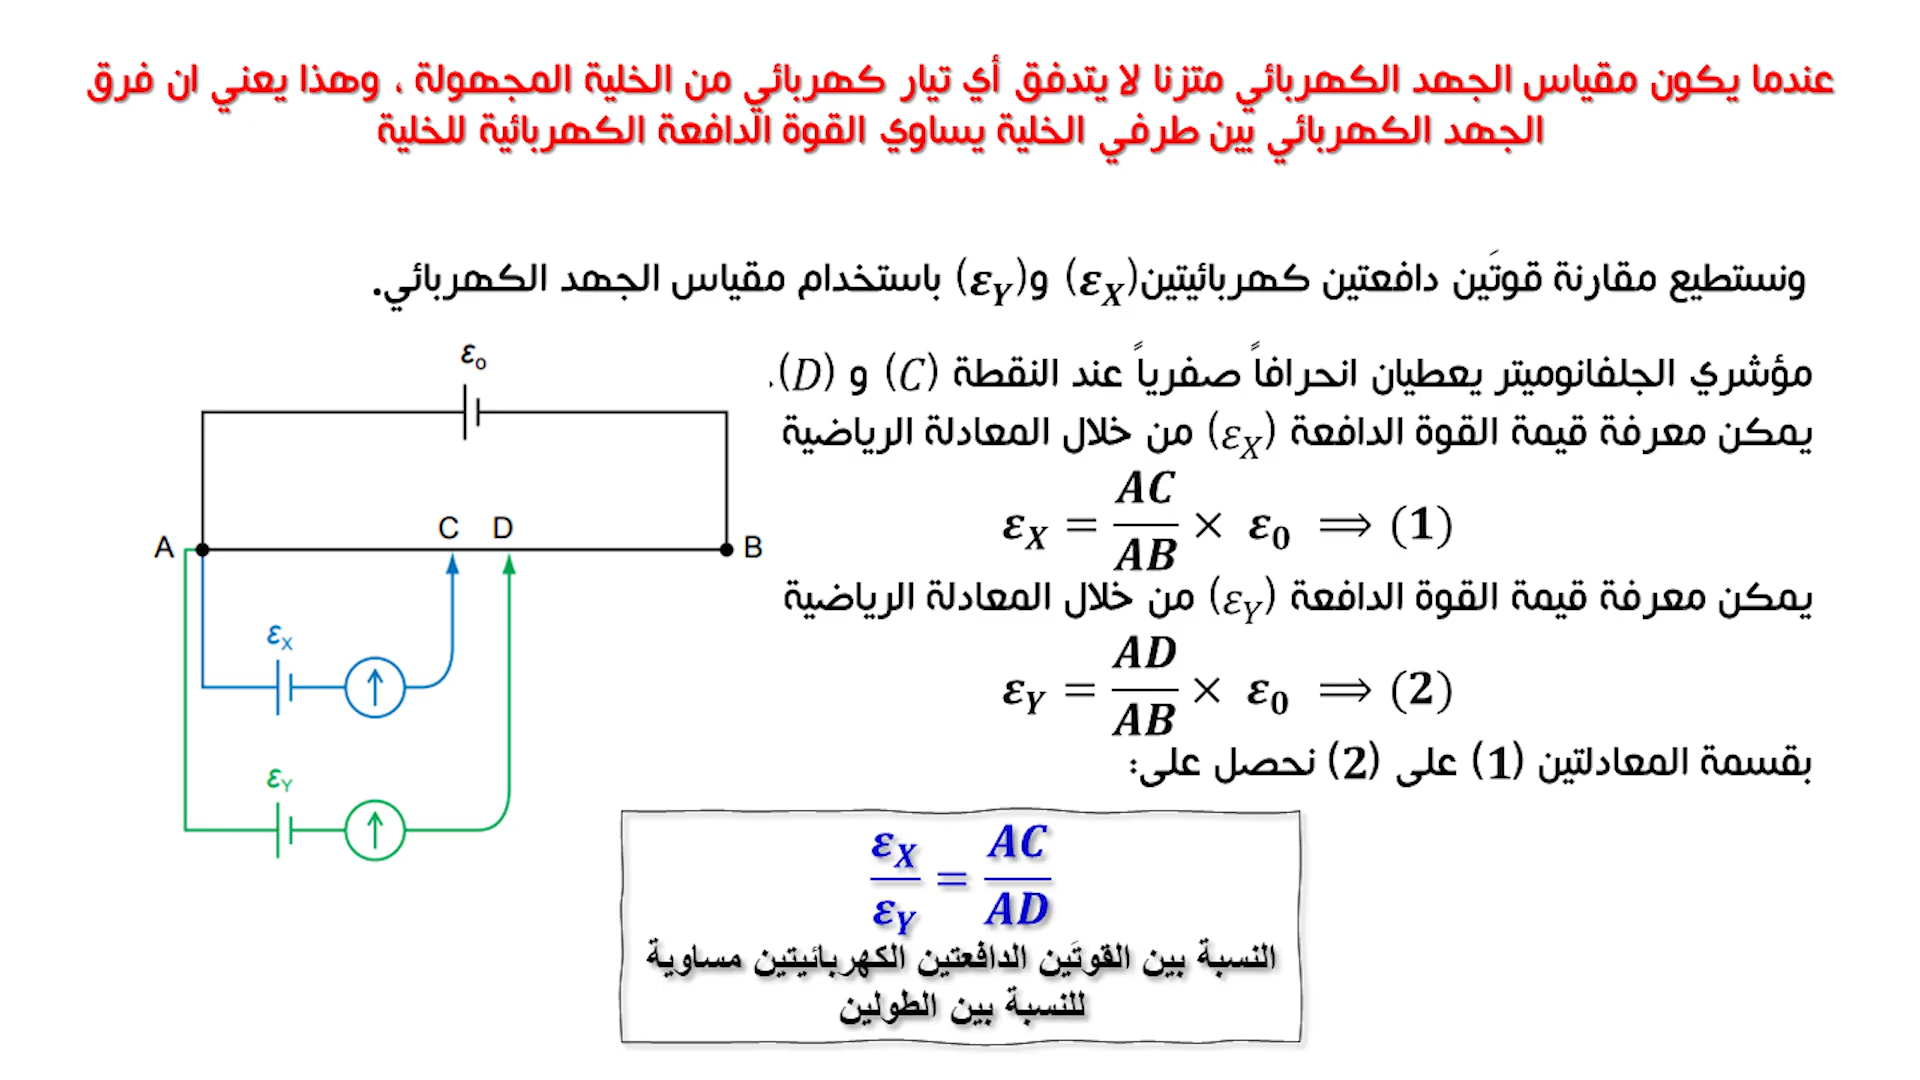 عندما يكون مقياس الجهد الكهربائي متزنا لا يتدفق أي تيار كهربائي من الخلية المجهولة ، وهذا يعني ان فرق
الجهد الكهربائي بين طرفي الخلية يساوي القوة الدافعة الكهربائية للخلية
ونستطيع مقارنة قوتَين دافعتين كهربائيتين(εX) و(εY) باستخدام مقياس الجهد الكهربائي.
مؤشري الجلفانوميتر يعطيان انحرافاً صفرياً عند النقطة (C) و (D).
يمكن معرفة قيمة القوة الدافعة (εX) من خلال المعادلة الرياضية
εX = AC/AB × ε0 ⟹ (1)
يمكن معرفة قيمة القوة الدافعة (εY) من خلال المعادلة الرياضية
εY = AD/AB × ε0 ⟹ (2)
بقسمة المعادلتين (1) على (2) نحصل على:
εX/εY = AC/AD
النسبة بين القوتَين الدافعتين الكهربائيتين مساوية
للنسبة بين الطولين
εo
A
C D
B
εX
εY